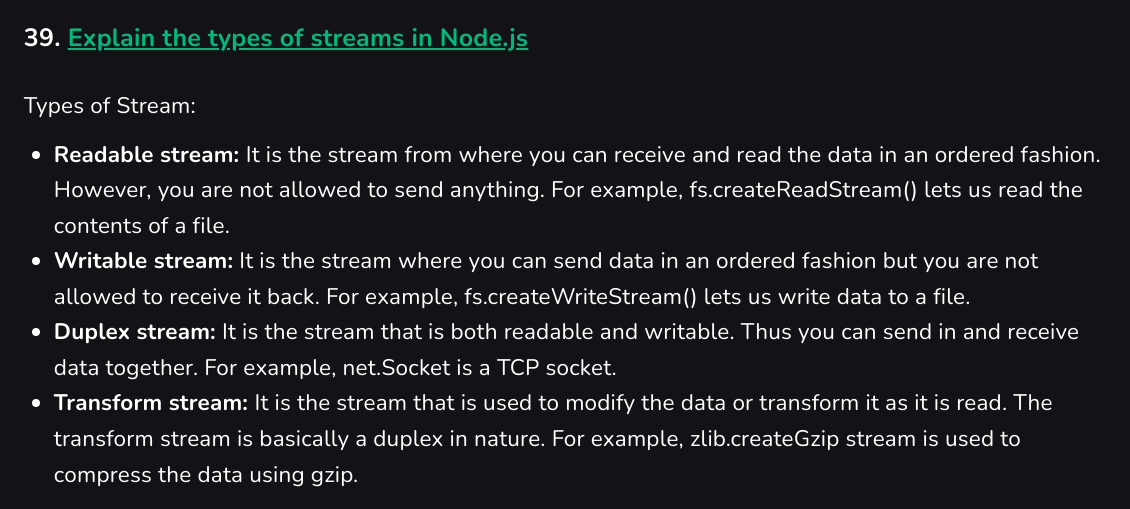 39. Explain the types of streams in Node.js
Types of Stream:
• Readable stream: It is the stream from where you can receive and read the data in an ordered fashion.
However, you are not allowed to send anything. For example, fs.createReadStream() lets us read the
contents of a file.
• Writable stream: It is the stream where you can send data in an ordered fashion but you are not
allowed to receive it back. For example, fs.createWriteStream() lets us write data to a file.
• Duplex stream: It is the stream that is both readable and writable. Thus you can send in and receive
data together. For example, net.Socket is a TCP socket.
• Transform stream: It is the stream that is used to modify the data or transform it as it is read. The
transform stream is basically a duplex in nature. For example, zlib.createGzip stream is used to
compress the data using gzip.